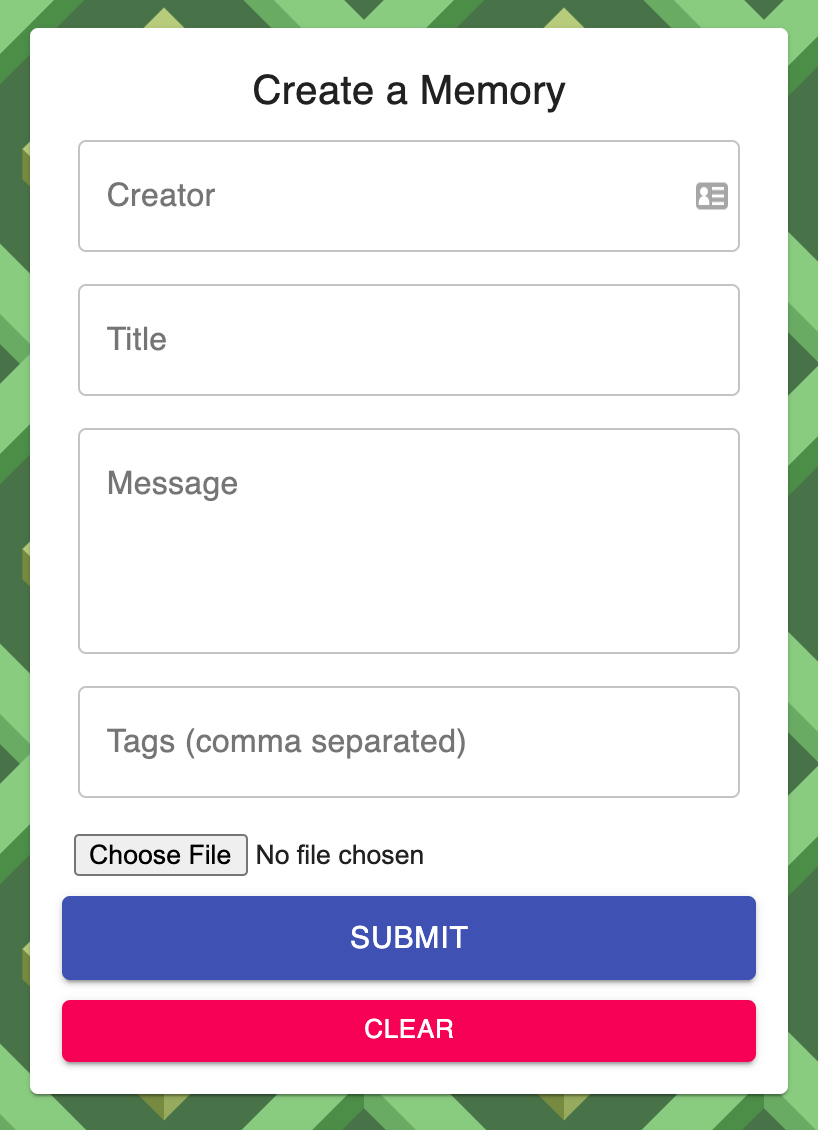 Create a Memory
Creator
Title
Message
Tags (comma separated)
Choose File No file chosen
SUBMIT
CLEAR